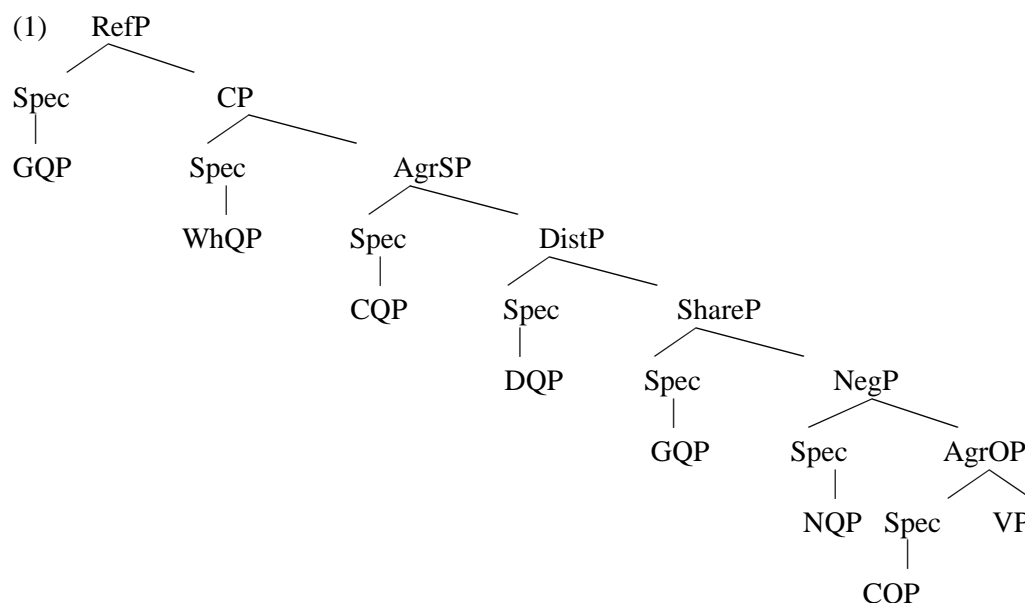 (1) RefP
Spec CP
GQP Spec AgrSP
WhQP Spec DistP
CQP Spec ShareP
DQP Spec NegP
GQP Spec AgrOP
NQP Spec VP
CQP